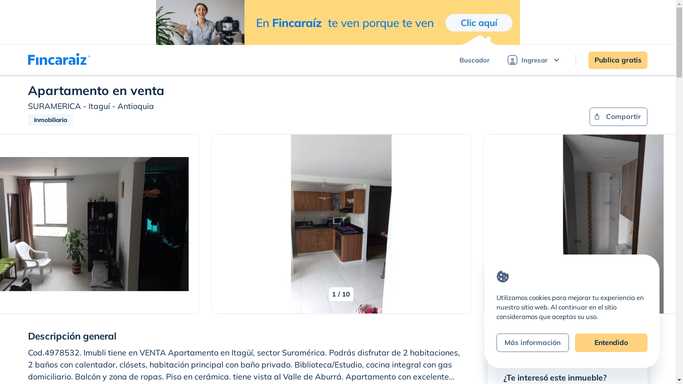 En Fincaraíz te ven porque te ven
Clic aquí
Fincaraíz
Buscador
Ingresar
Publica gratis
Apartamento en venta
SURAMERICA - Itaguí - Antioquia
Inmobiliaria
Compartir
1 / 10
Utilizamos cookies para mejorar tu experiencia en
nuestro sitio web. Al continuar en el sitio
consideramos que aceptas su uso.
Más información
Entendido
Descripción general
Cod.4978532. Imubli tiene en VENTA Apartamento en Itagüí, sector Suramérica. Podrás disfrutar de 2 habitaciones,
2 baños con calentador, clósets, habitación principal con baño privado. Biblioteca/Estudio, cocina integral con gas
domiciliario. Balcón y zona de ropas. Piso en cerámica. tiene vista al Valle de Aburrá. Apartamento con excelente...
¿Te interesó este inmueble?